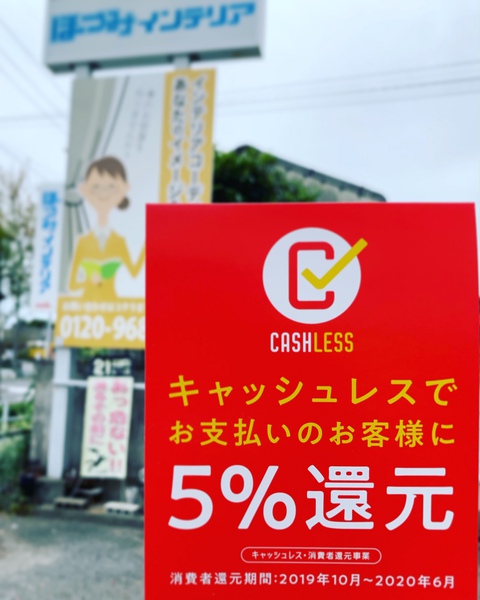 ほづみインテリア
インテリアコーデ
あなたのイメージ
ほづみインテリア
0120-968
CASHLESS
キャッシュレスで
お支払いのお客様に
5%還元
キャッシュレス・消費者還元事業
消費者還元期間：2019年10月～2020年6月